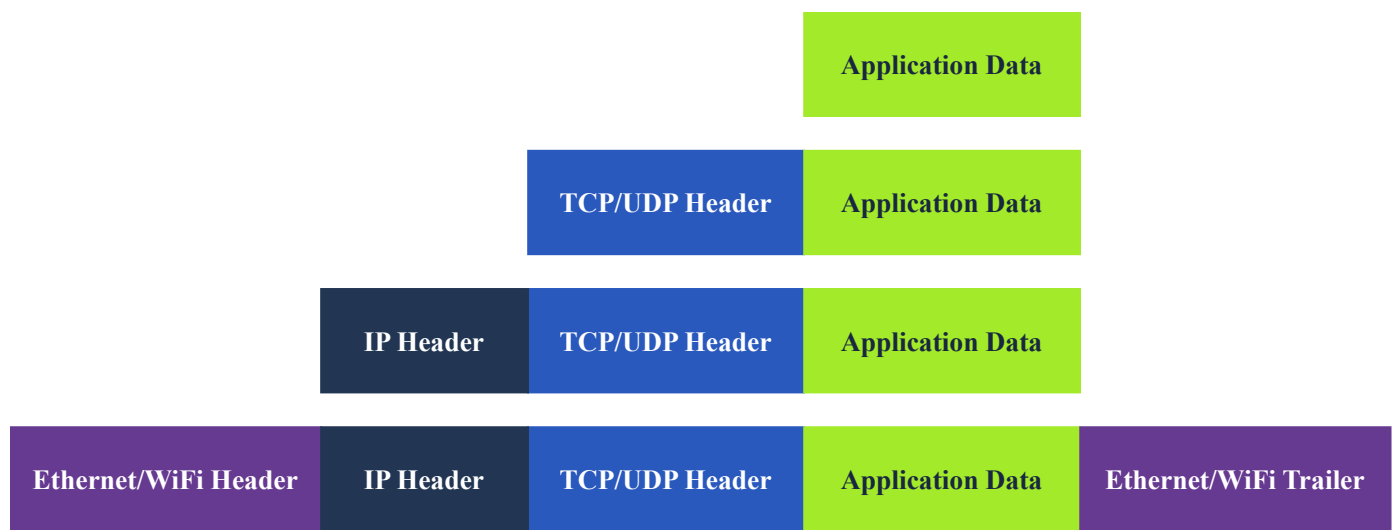 Application Data
TCP/UDP Header Application Data
IP Header TCP/UDP Header Application Data
Ethernet/WiFi Header IP Header TCP/UDP Header Application Data Ethernet/WiFi Trailer